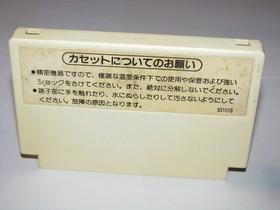 カセットについてのお願い
●精密機器ですので、極端な温度条件下での使用や保管および強い
ショックをさけてください。また、絶対に分解しないでください。
●端子部に手を触れたり、水にぬらしたりして汚さないようにして
ください。故障の原因となります。
931018